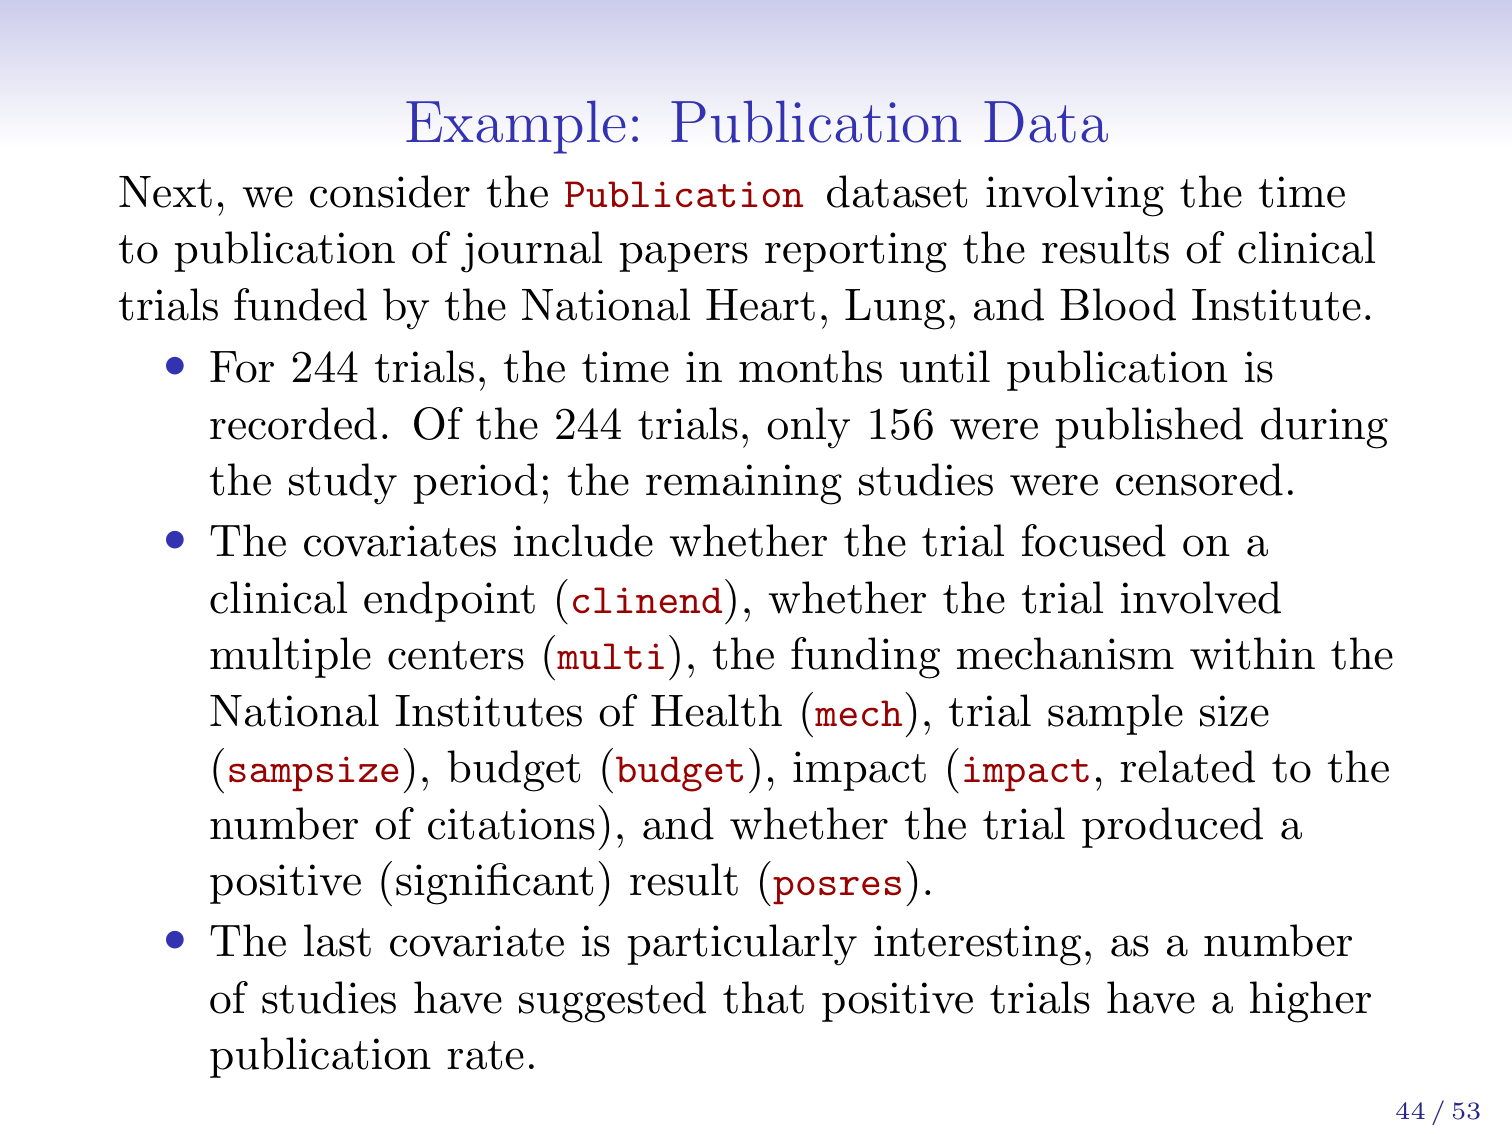 Example: Publication Data
Next, we consider the Publication dataset involving the time
to publication of journal papers reporting the results of clinical
trials funded by the National Heart, Lung, and Blood Institute.
• For 244 trials, the time in months until publication is
recorded. Of the 244 trials, only 156 were published during
the study period; the remaining studies were censored.
• The covariates include whether the trial focused on a
clinical endpoint (clinend), whether the trial involved
multiple centers (multi), the funding mechanism within the
National Institutes of Health (mech), trial sample size
(sampsize), budget (budget), impact (impact, related to the
number of citations), and whether the trial produced a
positive (significant) result (posres).
• The last covariate is particularly interesting, as a number
of studies have suggested that positive trials have a higher
publication rate.
44 / 53